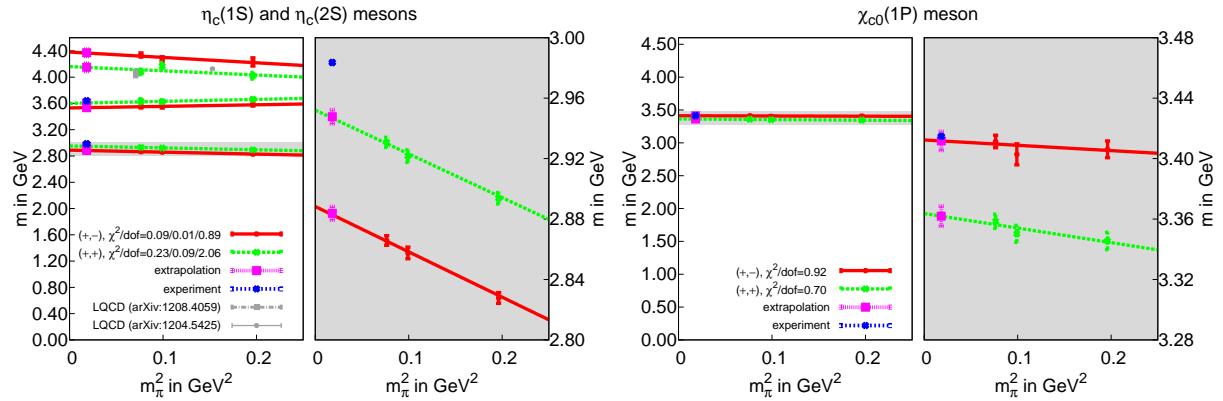 η_c(1S) and η_c(2S) mesons
m in GeV
4.40
4.00
3.60
3.20
2.80
2.40
2.00
1.60
1.20
0.80
0.40
0.00
(+,−), χ²/dof=0.09/0.01/0.89
(+,+), χ²/dof=0.23/0.09/2.06
extrapolation
experiment
LQCD (arXiv:1208.4059)
LQCD (arXiv:1204.5425)
0 0.1 0.2
m_π² in GeV²
3.00
2.96
2.92
2.88
2.84
2.80
m in GeV
0 0.1 0.2
m_π² in GeV²
χ_c0(1P) meson
m in GeV
4.50
4.00
3.50
3.00
2.50
2.00
1.50
1.00
0.50
0.00
(+,−), χ²/dof=0.92
(+,+), χ²/dof=0.70
extrapolation
experiment
0 0.1 0.2
m_π² in GeV²
3.48
3.44
3.40
3.36
3.32
3.28
m in GeV
0 0.1 0.2
m_π² in GeV²